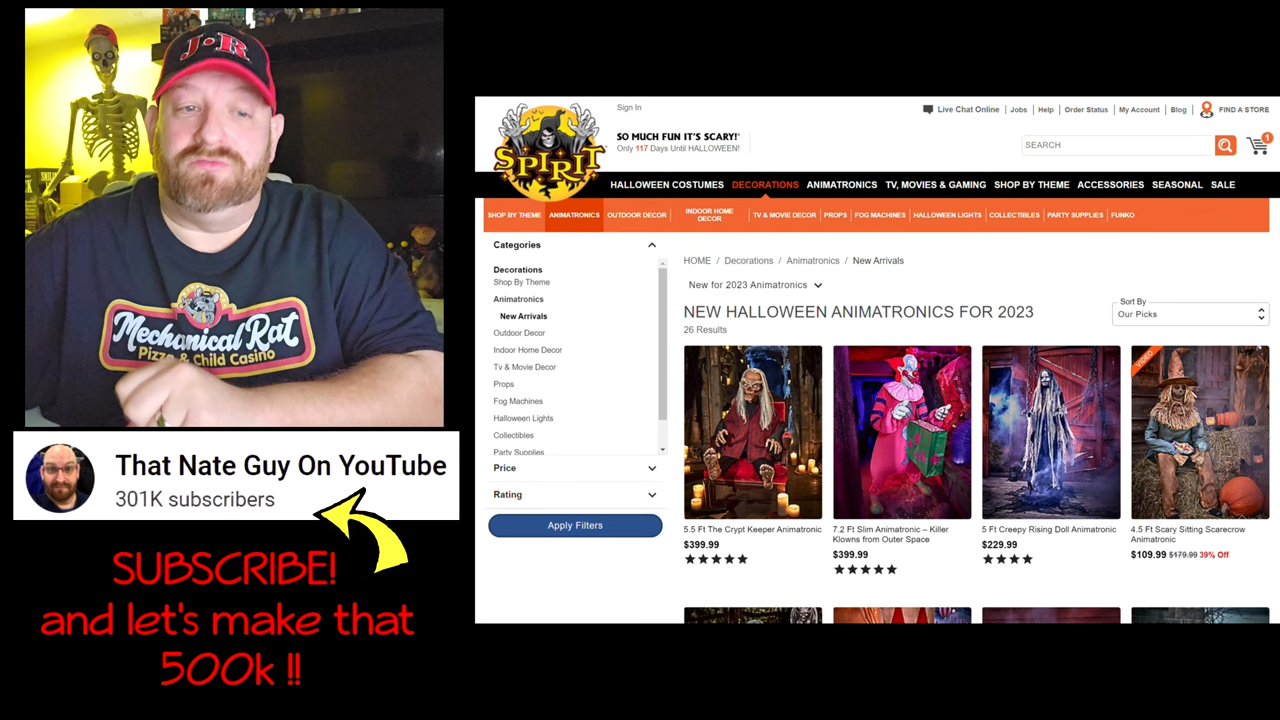 J·R
Mechanical Rat
Pizza & Child Casino
That Nate Guy On YouTube
301K subscribers
SUBSCRIBE!
and let's make that
500k !!
SPIRIT
Sign In
Live Chat Online | Jobs | Help | Order Status | My Account | Blog | FIND A STORE
SO MUCH FUN IT'S SCARY!
Only 117 Days Until HALLOWEEN!
SEARCH
1
HALLOWEEN COSTUMES DECORATIONS ANIMATRONICS TV, MOVIES & GAMING SHOP BY THEME ACCESSORIES SEASONAL SALE
SHOP BY THEME | ANIMATRONICS | OUTDOOR DECOR | INDOOR HOME DECOR | TV & MOVIE DECOR | PROPS | FOG MACHINES | HALLOWEEN LIGHTS | COLLECTIBLES | PARTY SUPPLIES | FUNKO
Categories
Decorations
Shop By Theme
Animatronics
New Arrivals
Outdoor Decor
Indoor Home Decor
Tv & Movie Decor
Props
Fog Machines
Halloween Lights
Collectibles
Party Supplies
Price
Rating
Apply Filters
HOME / Decorations / Animatronics / New Arrivals
New for 2023 Animatronics
NEW HALLOWEEN ANIMATRONICS FOR 2023
26 Results
Sort By
Our Picks
VIDEO
5.5 Ft The Crypt Keeper Animatronic
$399.99
7.2 Ft Slim Animatronic – Killer
Klowns from Outer Space
$399.99
5 Ft Creepy Rising Doll Animatronic
$229.99
4.5 Ft Scary Sitting Scarecrow
Animatronic
$109.99 $179.99 39% Off